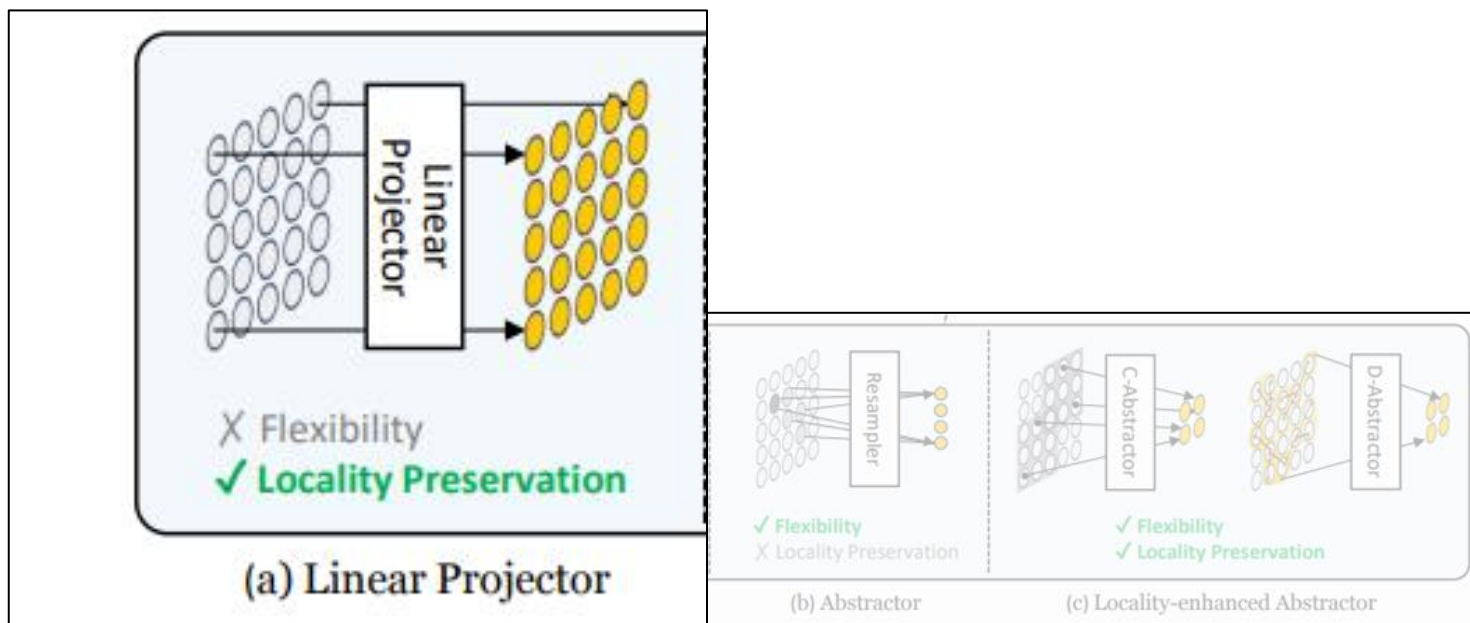 Linear
Projector
X Flexibility
✓ Locality Preservation
(a) Linear Projector
Resampler
✓ Flexibility
X Locality Preservation
(b) Abstractor
C-Abstractor
D-Abstractor
✓ Flexibility
✓ Locality Preservation
(c) Locality-enhanced Abstractor